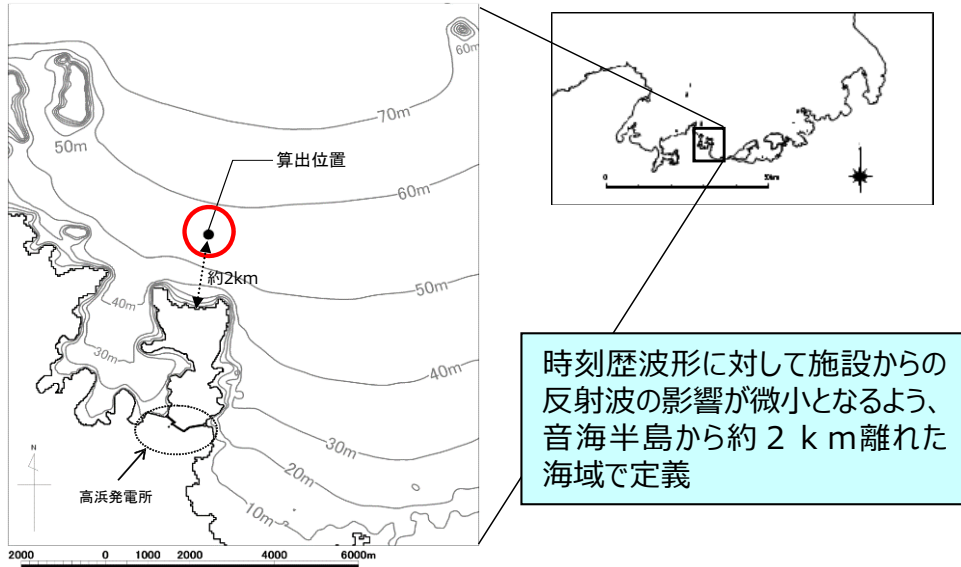 60m
70m
50m
算出位置
60m
約2km
50m
40m
30m
40m
30m
20m
10m
N
高浜発電所
2000 0 1000 2000 4000 6000m
0
時刻歴波形に対して施設からの
反射波の影響が微小となるよう、
音海半島から約２ｋｍ離れた
海域で定義